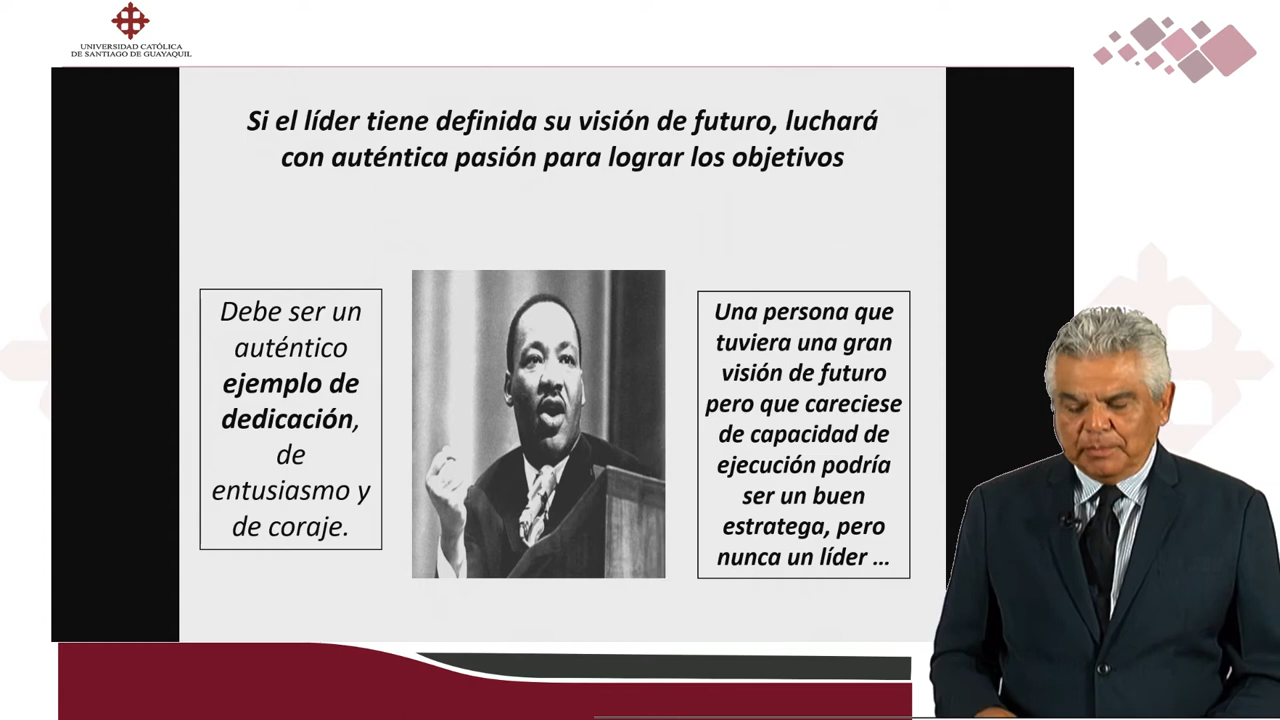 UNIVERSIDAD CATÓLICA
DE SANTIAGO DE GUAYAQUIL
Si el líder tiene definida su visión de futuro, luchará
con auténtica pasión para lograr los objetivos
Debe ser un
auténtico
ejemplo de
dedicación,
de
entusiasmo y
de coraje.
Una persona que
tuviera una gran
visión de futuro
pero que careciese
de capacidad de
ejecución podría
ser un buen
estratega, pero
nunca un líder ...